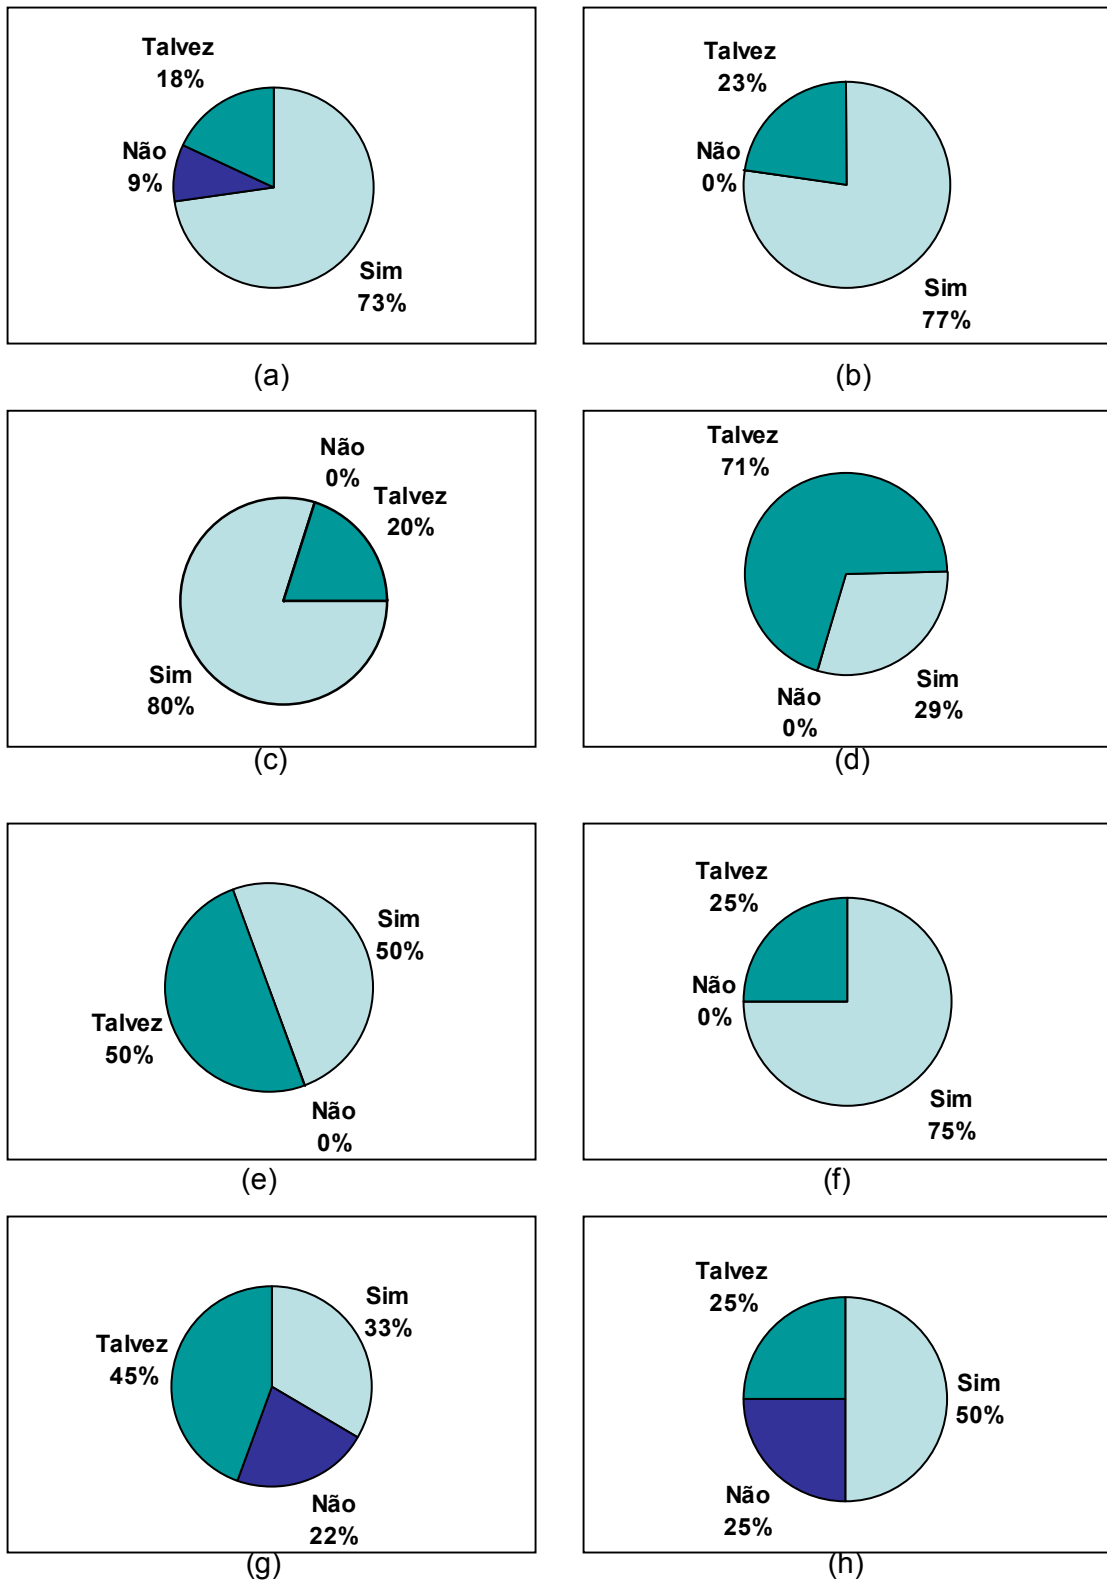 Talvez
18%
Não
9%
Sim
73%
(a)
Talvez
23%
Não
0%
Sim
77%
(b)
Não
0%
Talvez
20%
Sim
80%
(c)
Talvez
71%
Não
0%
Sim
29%
(d)
Sim
50%
Talvez
50%
Não
0%
(e)
Talvez
25%
Não
0%
Sim
75%
(f)
Sim
33%
Talvez
45%
Não
22%
(g)
Talvez
25%
Sim
50%
Não
25%
(h)